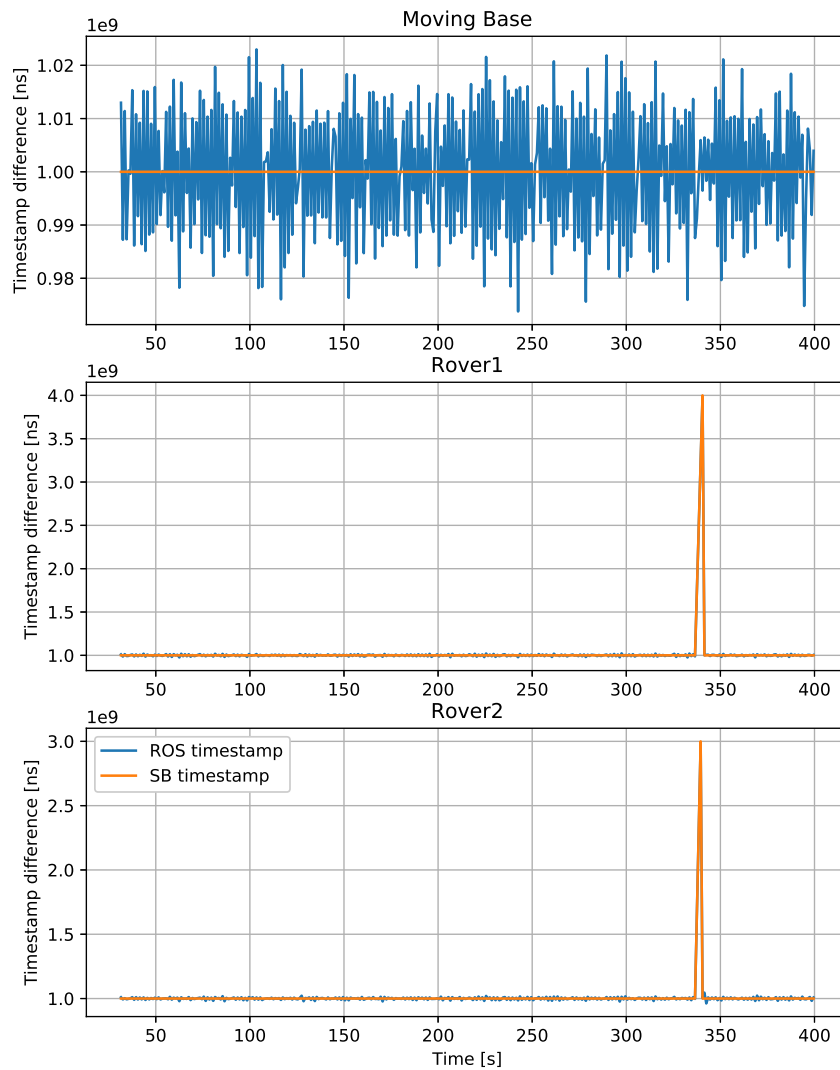 Moving Base
1e9
Timestamp difference [ns]
1.02
1.01
1.00
0.99
0.98
50 100 150 200 250 300 350 400
Rover1
1e9
Timestamp difference [ns]
4.0
3.5
3.0
2.5
2.0
1.5
1.0
50 100 150 200 250 300 350 400
Rover2
1e9
Timestamp difference [ns]
3.0
2.5
2.0
1.5
1.0
ROS timestamp
SB timestamp
50 100 150 200 250 300 350 400
Time [s]